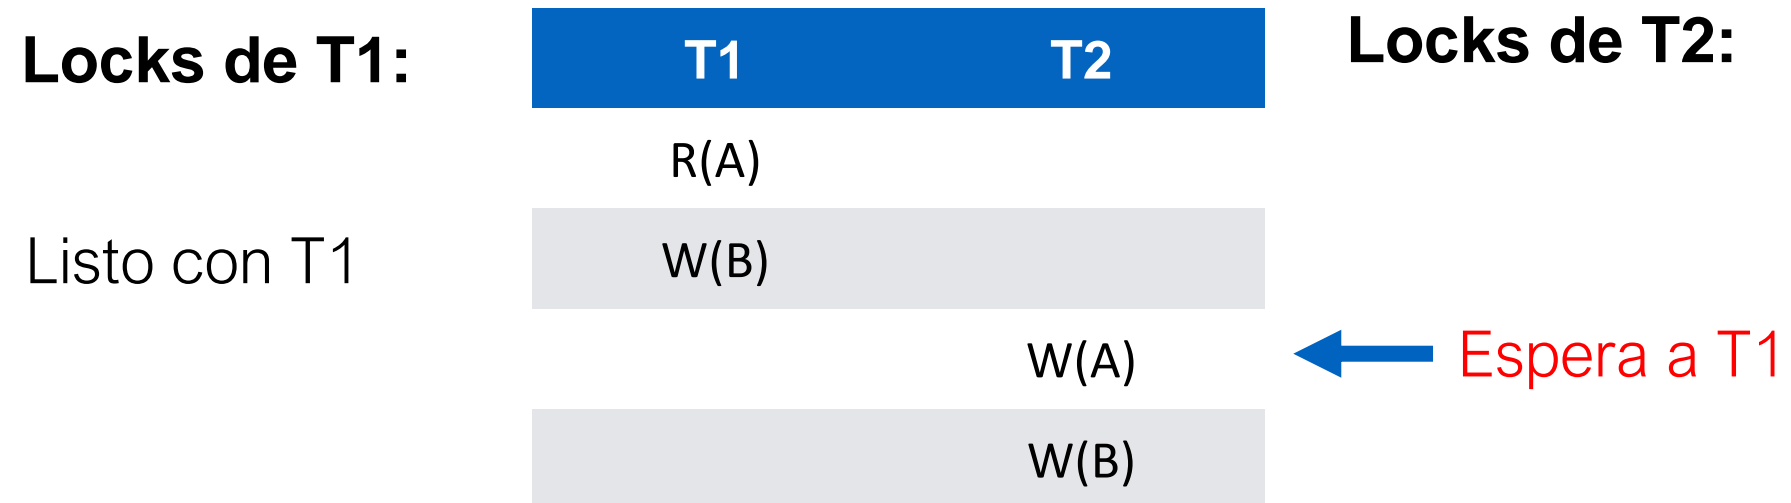 Locks de T1:
T1 T2
Locks de T2:
R(A)
Listo con T1
W(B)
W(A)
Espera a T1
W(B)